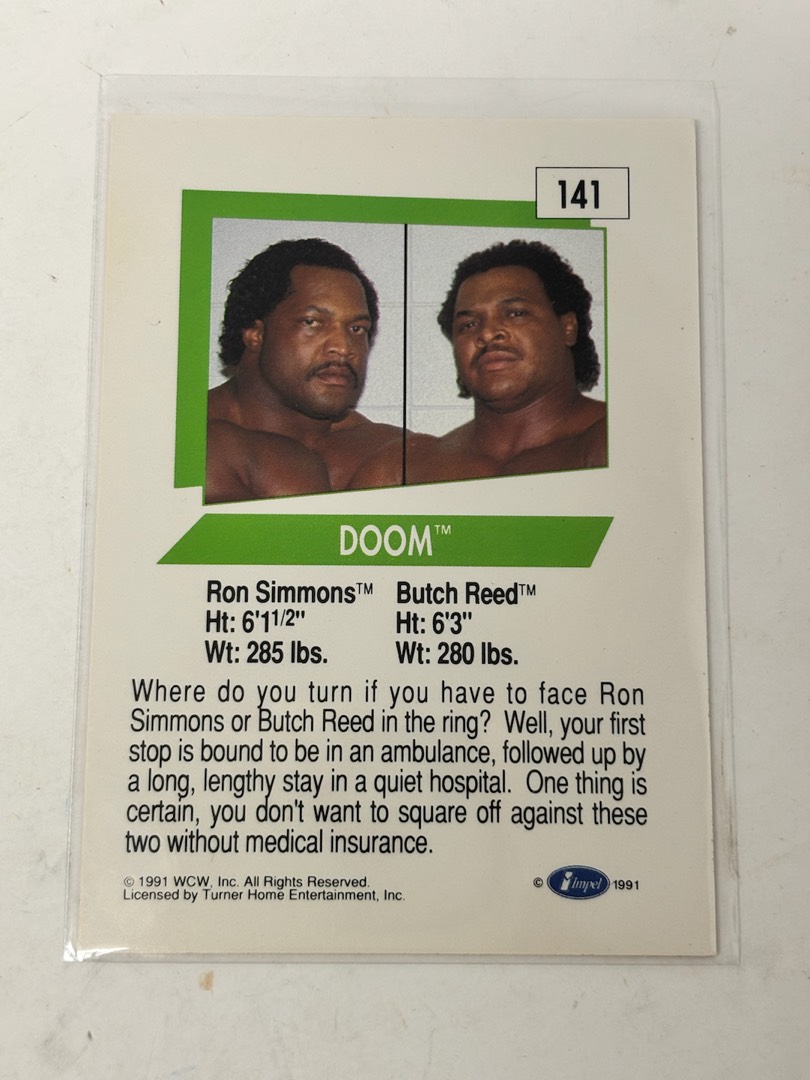 141
DOOM™
Ron Simmons™ Butch Reed™
Ht: 6'1 1/2" Ht: 6'3"
Wt: 285 lbs. Wt: 280 lbs.
Where do you turn if you have to face Ron
Simmons or Butch Reed in the ring? Well, your first
stop is bound to be in an ambulance, followed up by
a long, lengthy stay in a quiet hospital. One thing is
certain, you don't want to square off against these
two without medical insurance.
© 1991 WCW, Inc. All Rights Reserved.
Licensed by Turner Home Entertainment, Inc.
© Impel 1991